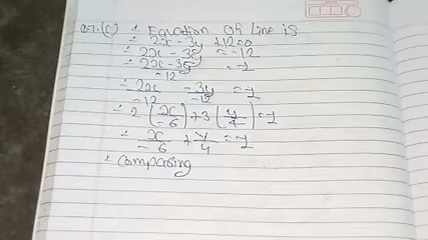 Q7. (C) ∴ Equation of line is
∴ 2x - 3y + 12 = 0
∴ 2x - 3y = -12
∴ 2x - 3y / -12 = -1
∴ 2x / -12 - 3y / -12 = -1
∴ 2 (x / -6) + 3 (y / 4) = -1
∴ x / -6 + y / 4 = -1
∴ comparing